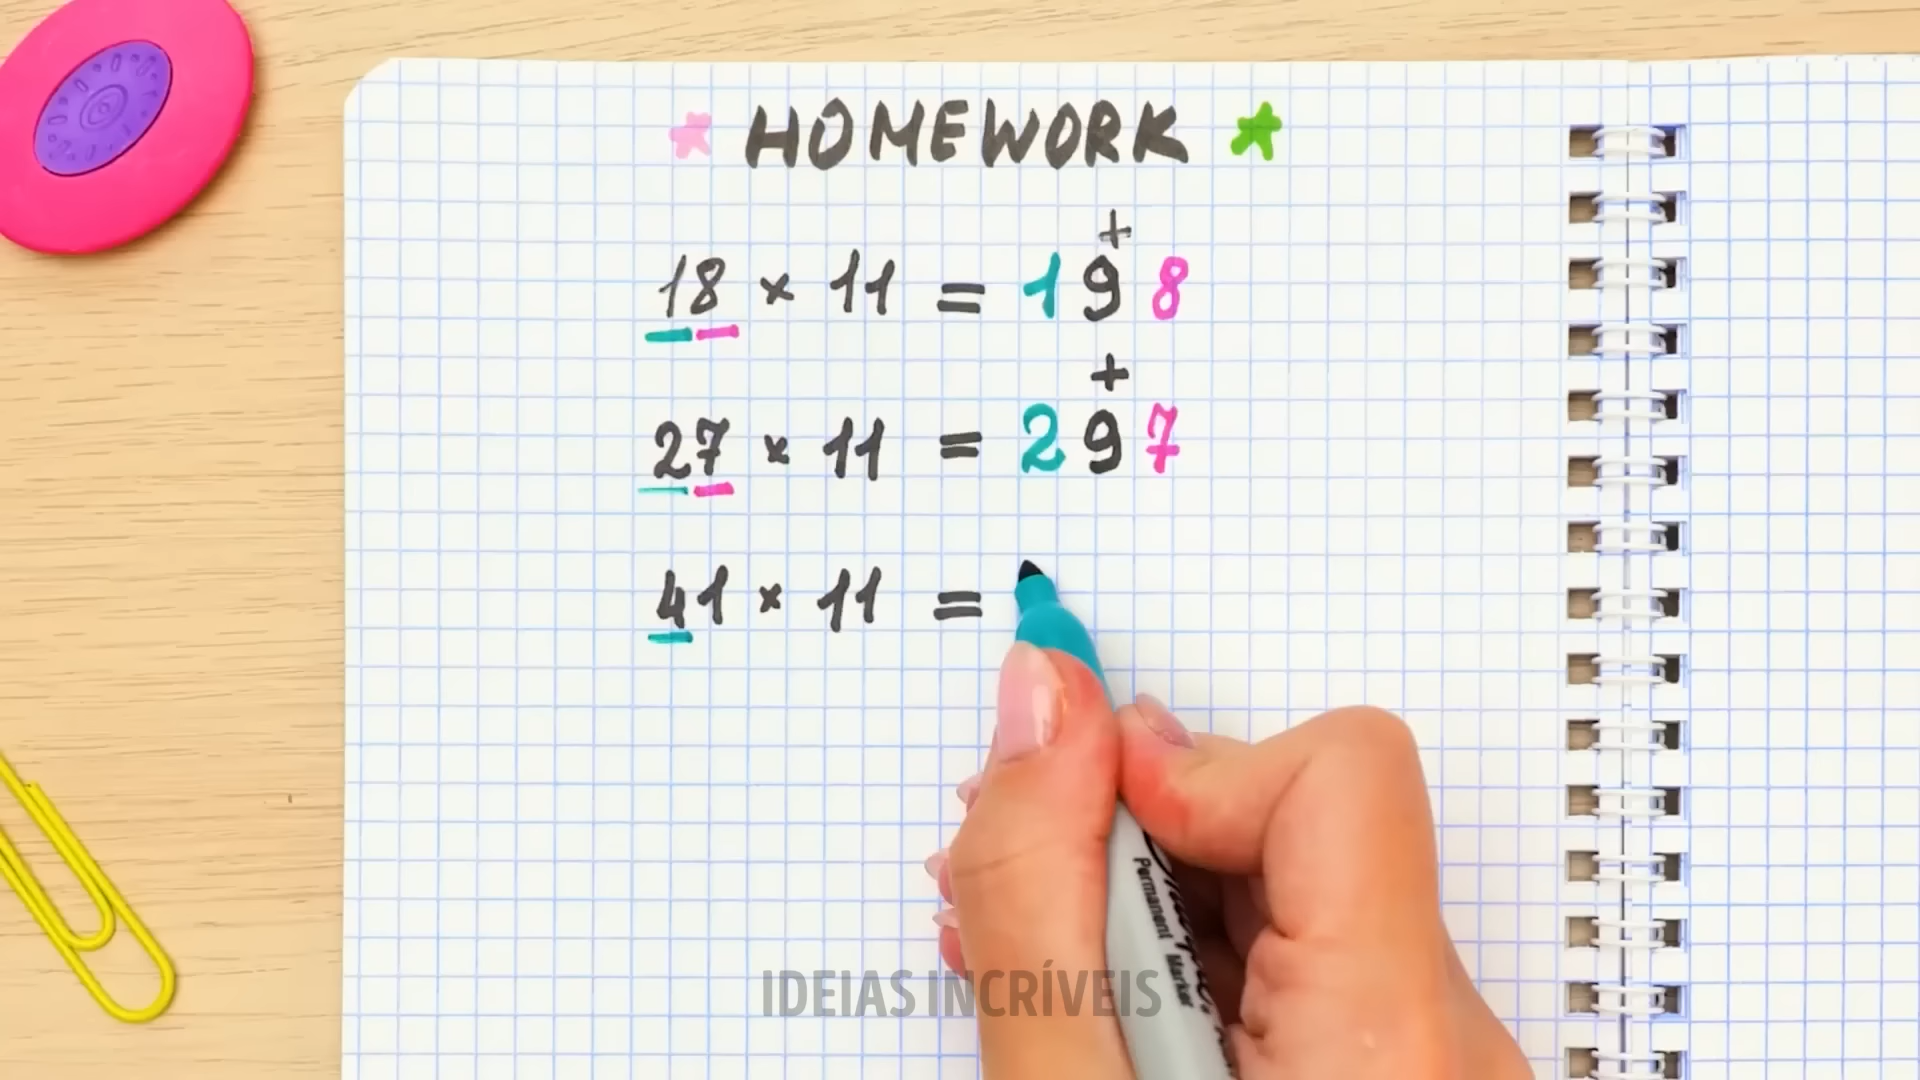 HOMEWORK
+
18 × 11 = 198
+
27 × 11 = 297
41 × 11 =
Permanent Marker
IDEIAS INCRÍVEIS